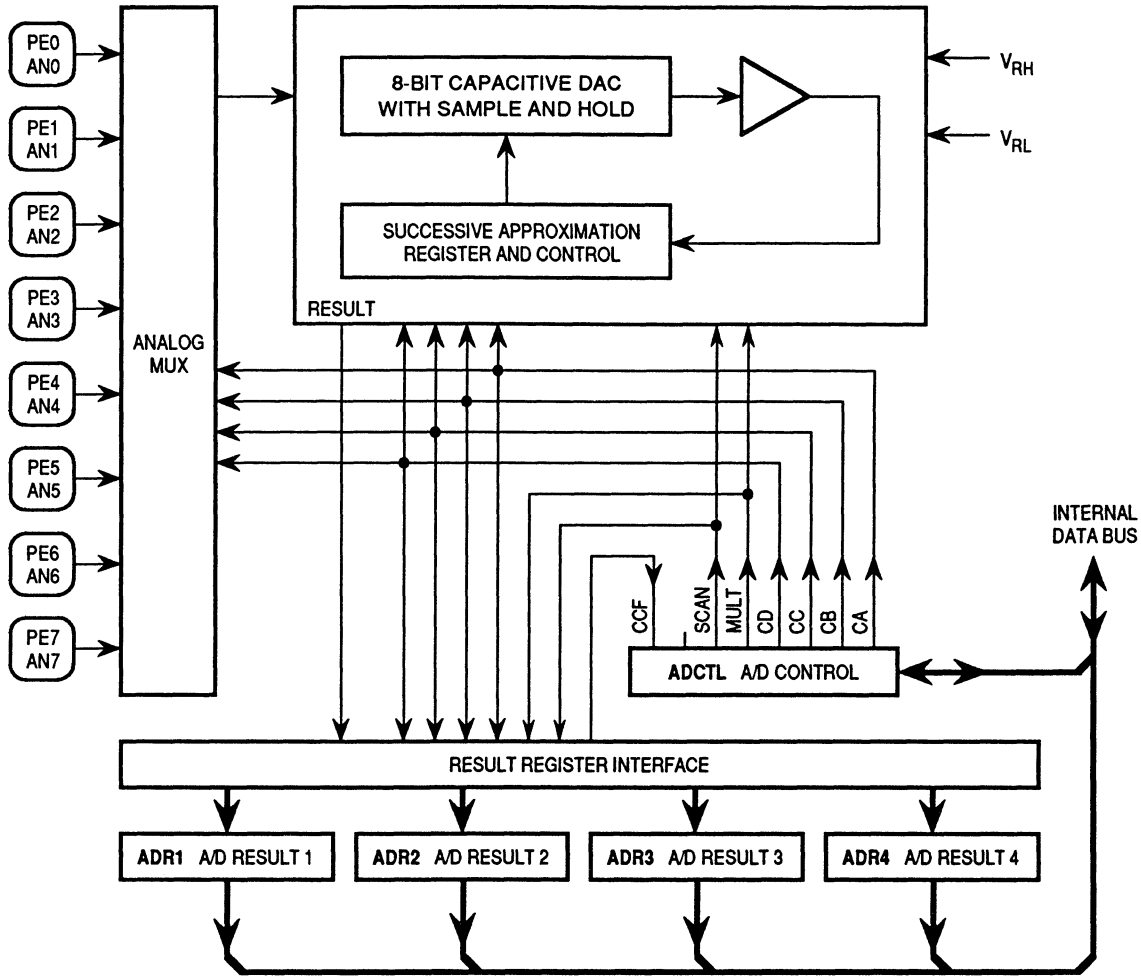 PE0
AN0
PE1
AN1
PE2
AN2
PE3
AN3
PE4
AN4
PE5
AN5
PE6
AN6
PE7
AN7
ANALOG
MUX
8-BIT CAPACITIVE DAC
WITH SAMPLE AND HOLD
SUCCESSIVE APPROXIMATION
REGISTER AND CONTROL
RESULT
VRH
VRL
INTERNAL
DATA BUS
CCF
SCAN
MULT
CD
CC
CB
CA
ADCTL A/D CONTROL
RESULT REGISTER INTERFACE
ADR1 A/D RESULT 1
ADR2 A/D RESULT 2
ADR3 A/D RESULT 3
ADR4 A/D RESULT 4